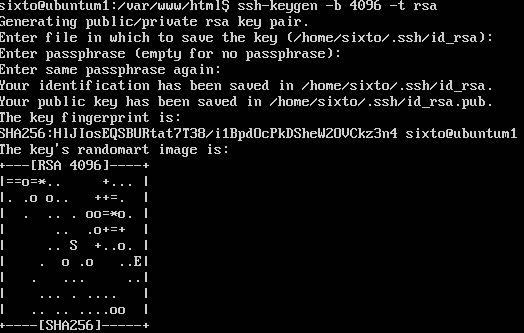 sixto@ubuntu1:/var/www/html$ ssh-keygen -b 4096 -t rsa
Generating public/private rsa key pair.
Enter file in which to save the key (/home/sixto/.ssh/id_rsa):
Enter passphrase (empty for no passphrase):
Enter same passphrase again:
Your identification has been saved in /home/sixto/.ssh/id_rsa.
Your public key has been saved in /home/sixto/.ssh/id_rsa.pub.
The key fingerprint is:
SHA256:HlJIosEQSBURtat7T38/i1BpdOcPkDSheW2OVCkz3n4 sixto@ubuntu1
The key's randomart image is:
+---[RSA 4096]----+
|==o=*..     +... |
|. .o o..   ++=.  |
|  .  .. . oo=*o. |
|      ..  .o+=+  |
|     .. S  +..o. |
|    .  o .o   ..E|
|   .    ...     ..|
|    ... . ....   |
|   .. .. ....oo  |
+----[SHA256]-----+